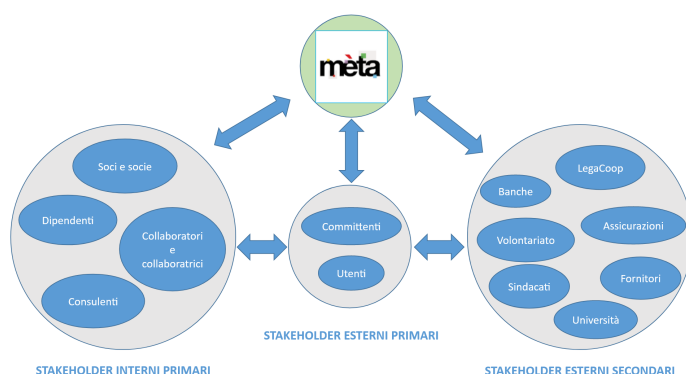 mèta
Soci e socie
Dipendenti
Collaboratori
e
collaboratrici
Consulenti
Committenti
Utenti
LegaCoop
Banche
Assicurazioni
Volontariato
Fornitori
Sindacati
Università
STAKEHOLDER ESTERNI PRIMARI
STAKEHOLDER INTERNI PRIMARI
STAKEHOLDER ESTERNI SECONDARI